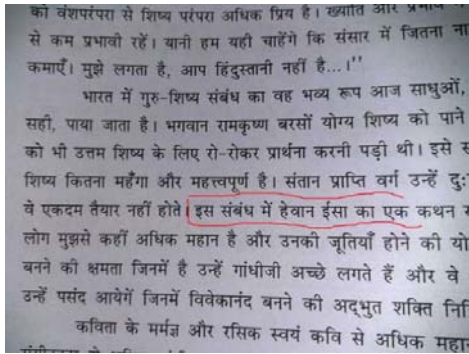 को वंशपरंपरा से शिष्य परंपरा अधिक प्रिय है। ख्याति और
से कम प्रभावी रहें। यानी हम यही चाहेंगे कि संसार में जितना
कमाएँ। मुझे लगता है, आप हिंदुस्तानी नहीं है...।''
भारत में गुरु-शिष्य संबंध का वह भव्य रूप आज साधुओं,
सही, पाया जाता है। भगवान रामकृष्ण बरसों योग्य शिष्य को पाने
को भी उत्तम शिष्य के लिए रो-रोकर प्रार्थना करनी पड़ी थी। इसे
शिष्य कितना महँगा और महत्त्वपूर्ण है। संतान प्राप्ति वर्ग उन्हें
वे एकदम तैयार नहीं होते। इस संबंध में हेवान ईसा का एक कथन
लोग मुझसे कहीं अधिक महान है और उनकी जूतियाँ होने की
बनने की क्षमता जिनमें है उन्हें गांधीजी अच्छे लगते हैं और वे
उन्हें पसंद आयेगें जिनमें विवेकानंद बनने की अद्भुत शक्ति
कविता के मर्मज्ञ और रसिक स्वयं कवि से अधिक